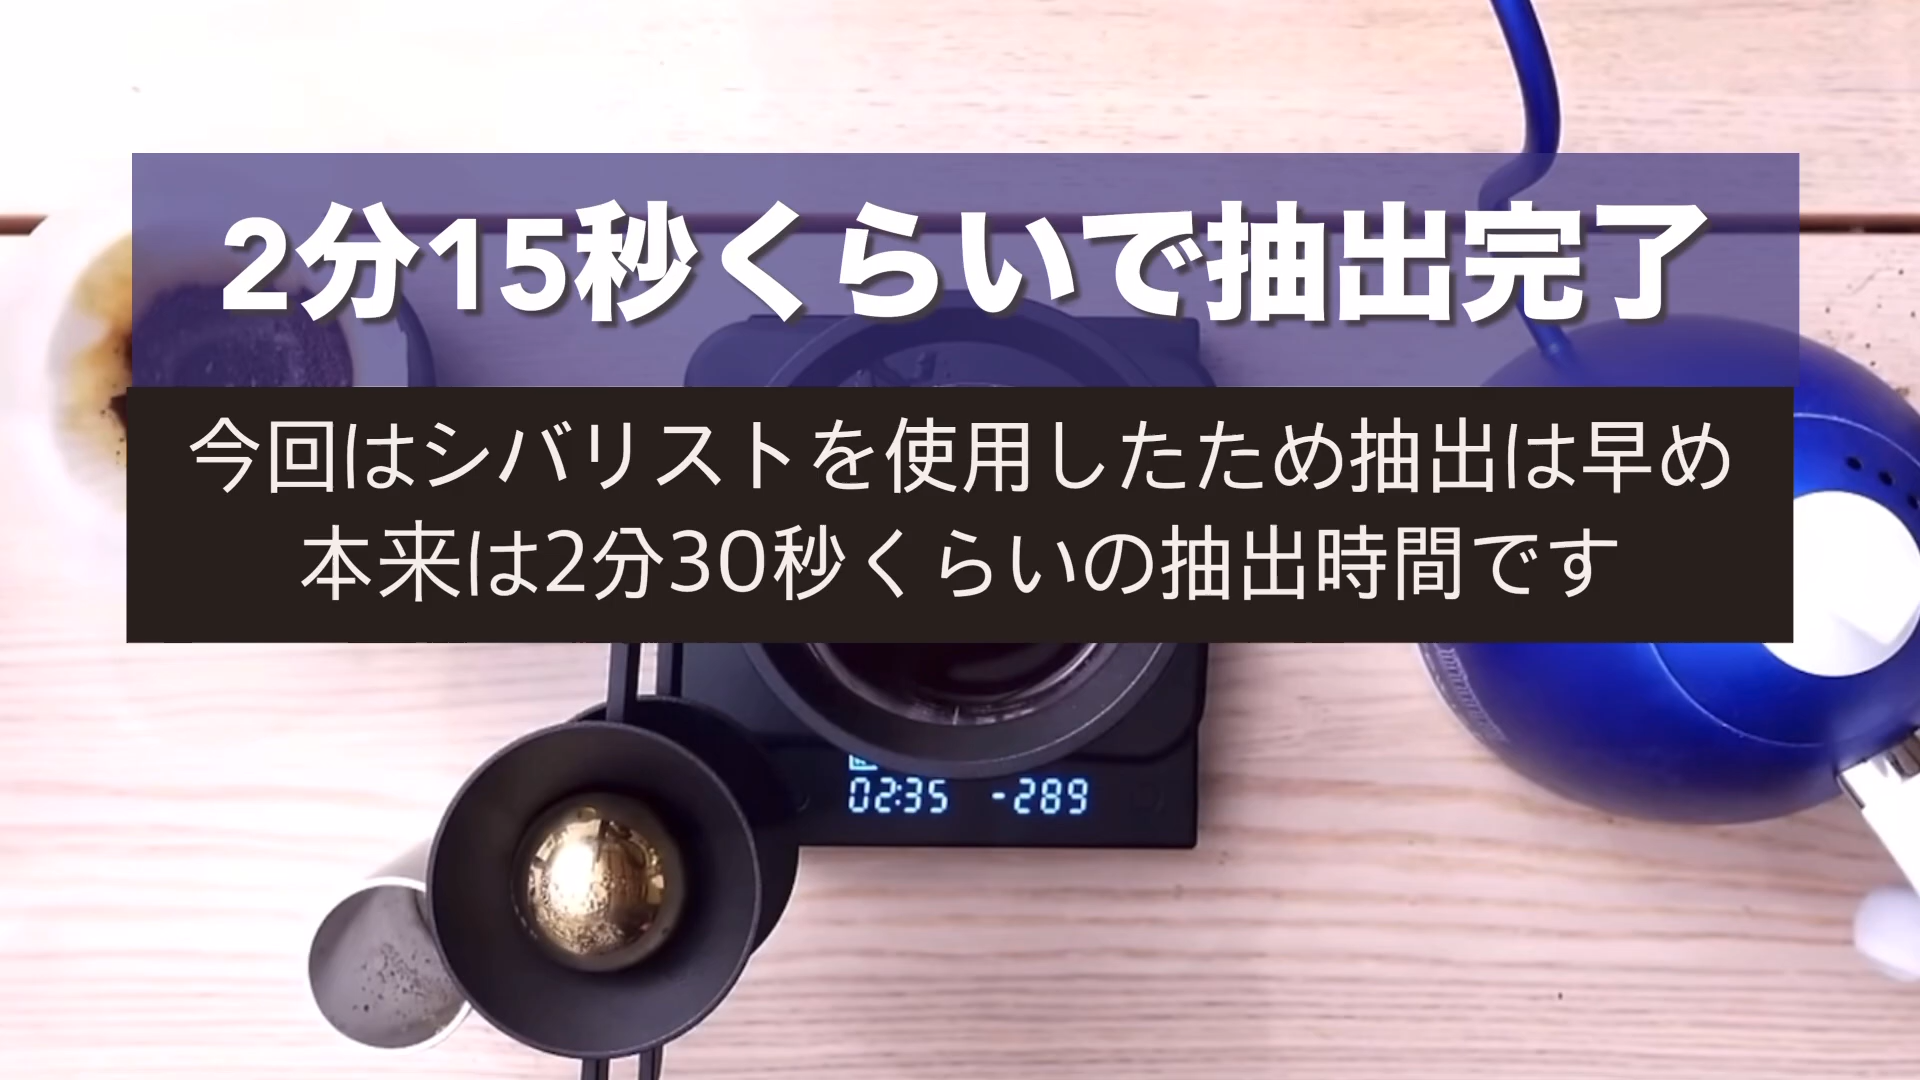 2分15秒くらいで抽出完了
今回はシバリストを使用したため抽出は早め
本来は2分30秒くらいの抽出時間です
02:35 -289